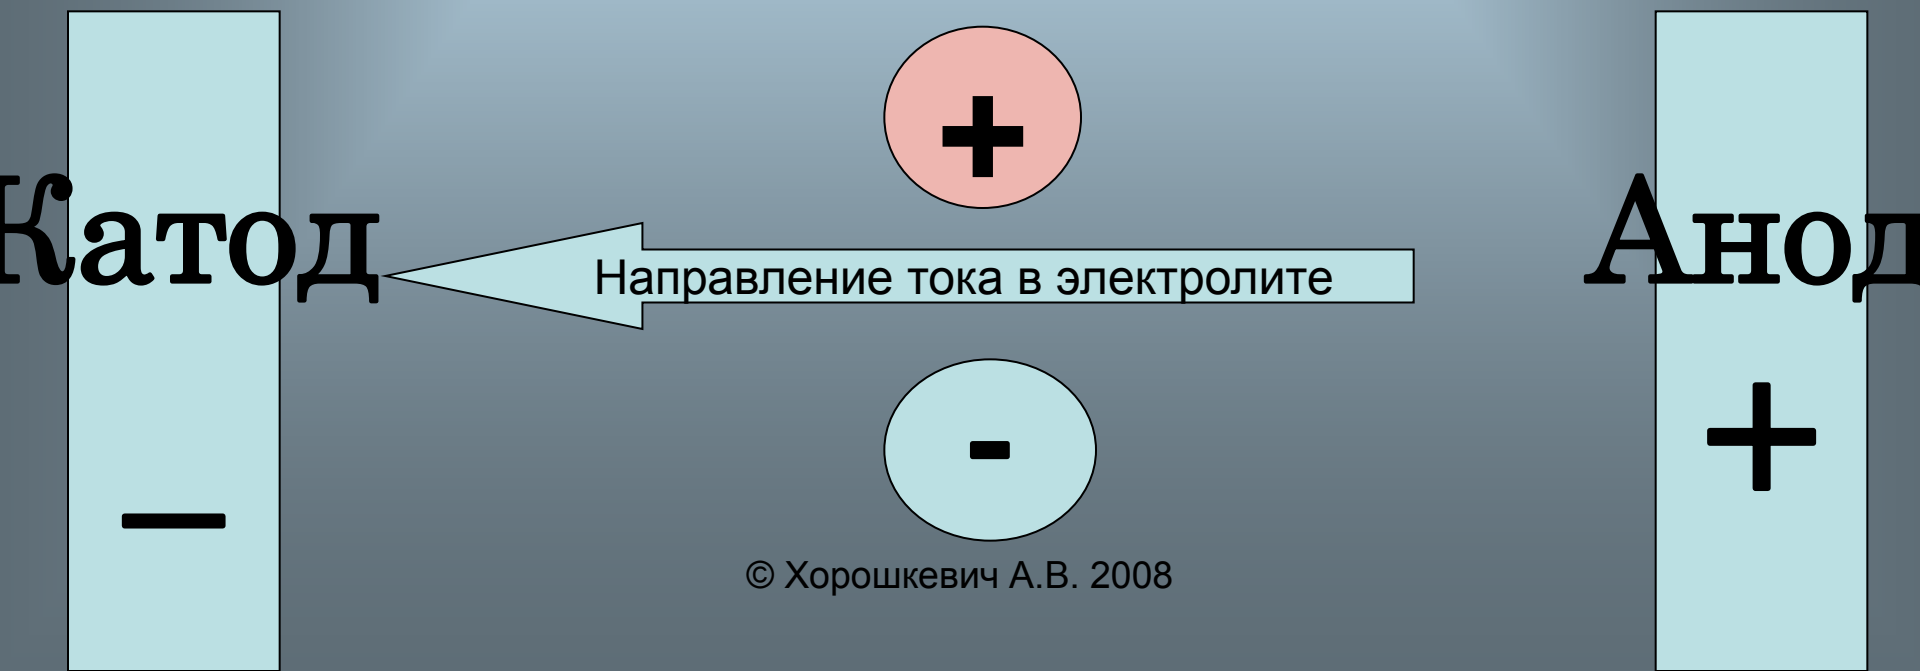 +
Катод
Анод
Направление тока в электролите
-
+
–
© Хорошкевич А.В. 2008